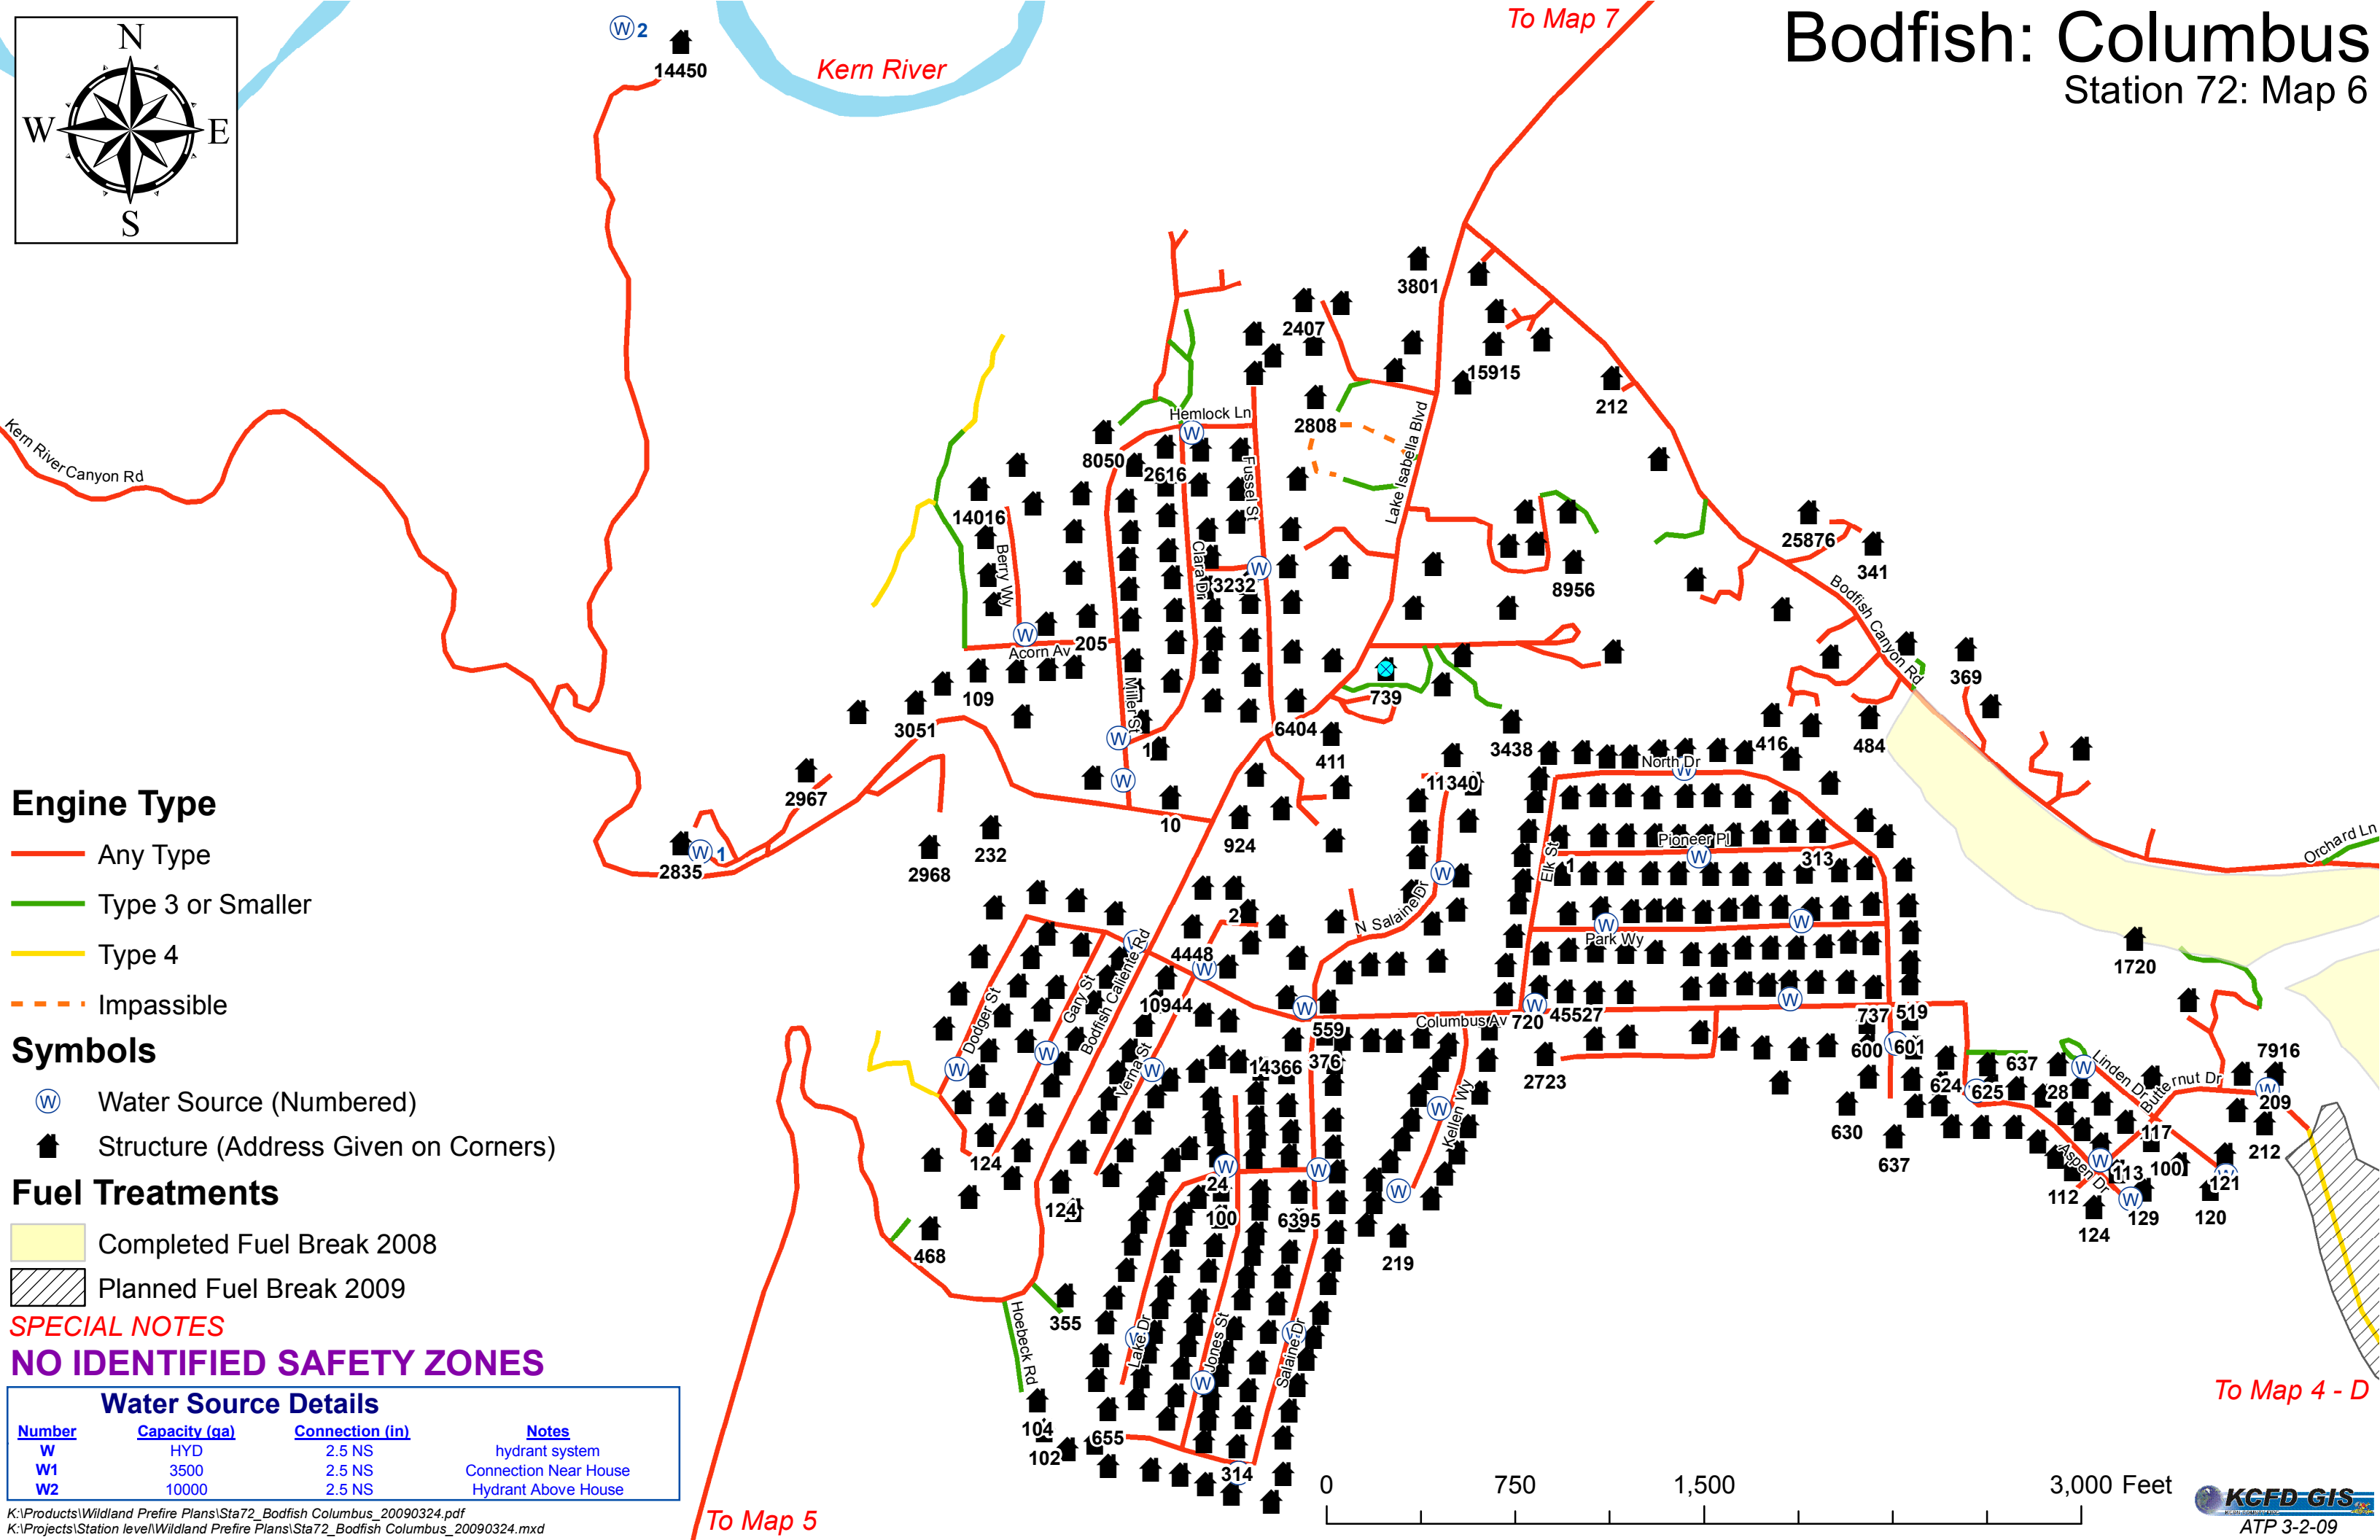 Bodfish: Columbus
Station 72: Map 6
N
W
E
S
W 2
14450
Kern River
To Map 7
3801
2407
15915
212
2808
Hemlock Ln
8050
2616
Fussel St
Lake Isabella Blvd
Kern River Canyon Rd
14016
Berry Wy
Clara Dr
W
3232
8956
25876
341
Bodfish Canyon Rd
W
205
Acorn Av
109
Miller St
369
739
3051
6404
3438
416
484
411
W
W
North Dr
W
11340
2967
10
924
232
2968
2835
W 1
Pioneer Pl
W
313
Elk St
1
Orchard Ln
W
N Salaine Dr
Park Wy
W
W
4448
W
1720
10944
Dodger St
Gary St
Bodfish Caliente Rd
Verna St
W
559
Columbus Av
720
W
45527
W
737
519
376
14366
2723
600
W
601
637
624
W
625
28
W
Linden Dr
Butternut Dr
7916
W
209
212
117
W
W
W
Kellen Wy
W
630
637
Aspen Dr
W
113
100
121
112
W
129
124
120
124
124
W
24
W
100
6395
W
219
468
355
Hoebeck Rd
Lake Dr
Jones St
W
Salaine Dr
104
102
655
314
Engine Type
Any Type
Type 3 or Smaller
Type 4
Impassible
Symbols
W Water Source (Numbered)
Structure (Address Given on Corners)
Fuel Treatments
Completed Fuel Break 2008
Planned Fuel Break 2009
SPECIAL NOTES
NO IDENTIFIED SAFETY ZONES
Water Source Details
Number Capacity (ga) Connection (in) Notes
W HYD 2.5 NS hydrant system
W1 3500 2.5 NS Connection Near House
W2 10000 2.5 NS Hydrant Above House
K:\Products\Wildland Prefire Plans\Sta72_Bodfish Columbus_20090324.pdf
K:\Projects\Station level\Wildland Prefire Plans\Sta72_Bodfish Columbus_20090324.mxd
To Map 5
To Map 4 - D
0 750 1,500 3,000 Feet
KCFD GIS
ATP 3-2-09